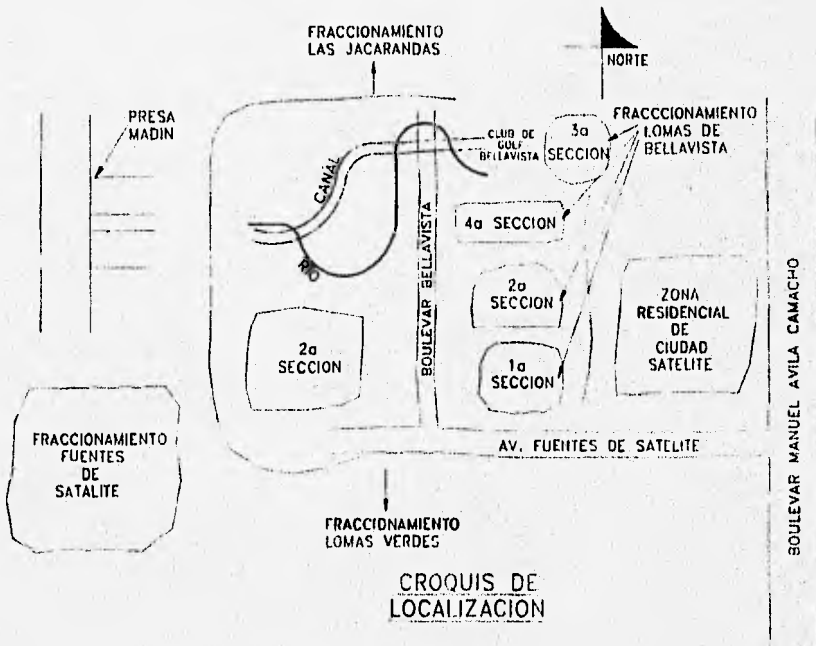 FRACCIONAMIENTO
LAS JACARANDAS
NORTE
PRESA
MADIN
CANAL
RIO
CLUB DE
GOLF
BELLAVISTA
3a
SECCION
FRACCCIONAMIENTO
LOMAS DE
BELLAVISTA
4a SECCION
BOULEVAR BELLAVISTA
2a
SECCION
2a
SECCION
1a
SECCION
ZONA
RESIDENCIAL
DE
CIUDAD
SATELITE
BOULEVAR MANUEL AVILA CAMACHO
FRACCIONAMIENTO
FUENTES
DE
SATALITE
AV. FUENTES DE SATELITE
FRACCIONAMIENTO
LOMAS VERDES
CROQUIS DE
LOCALIZACION